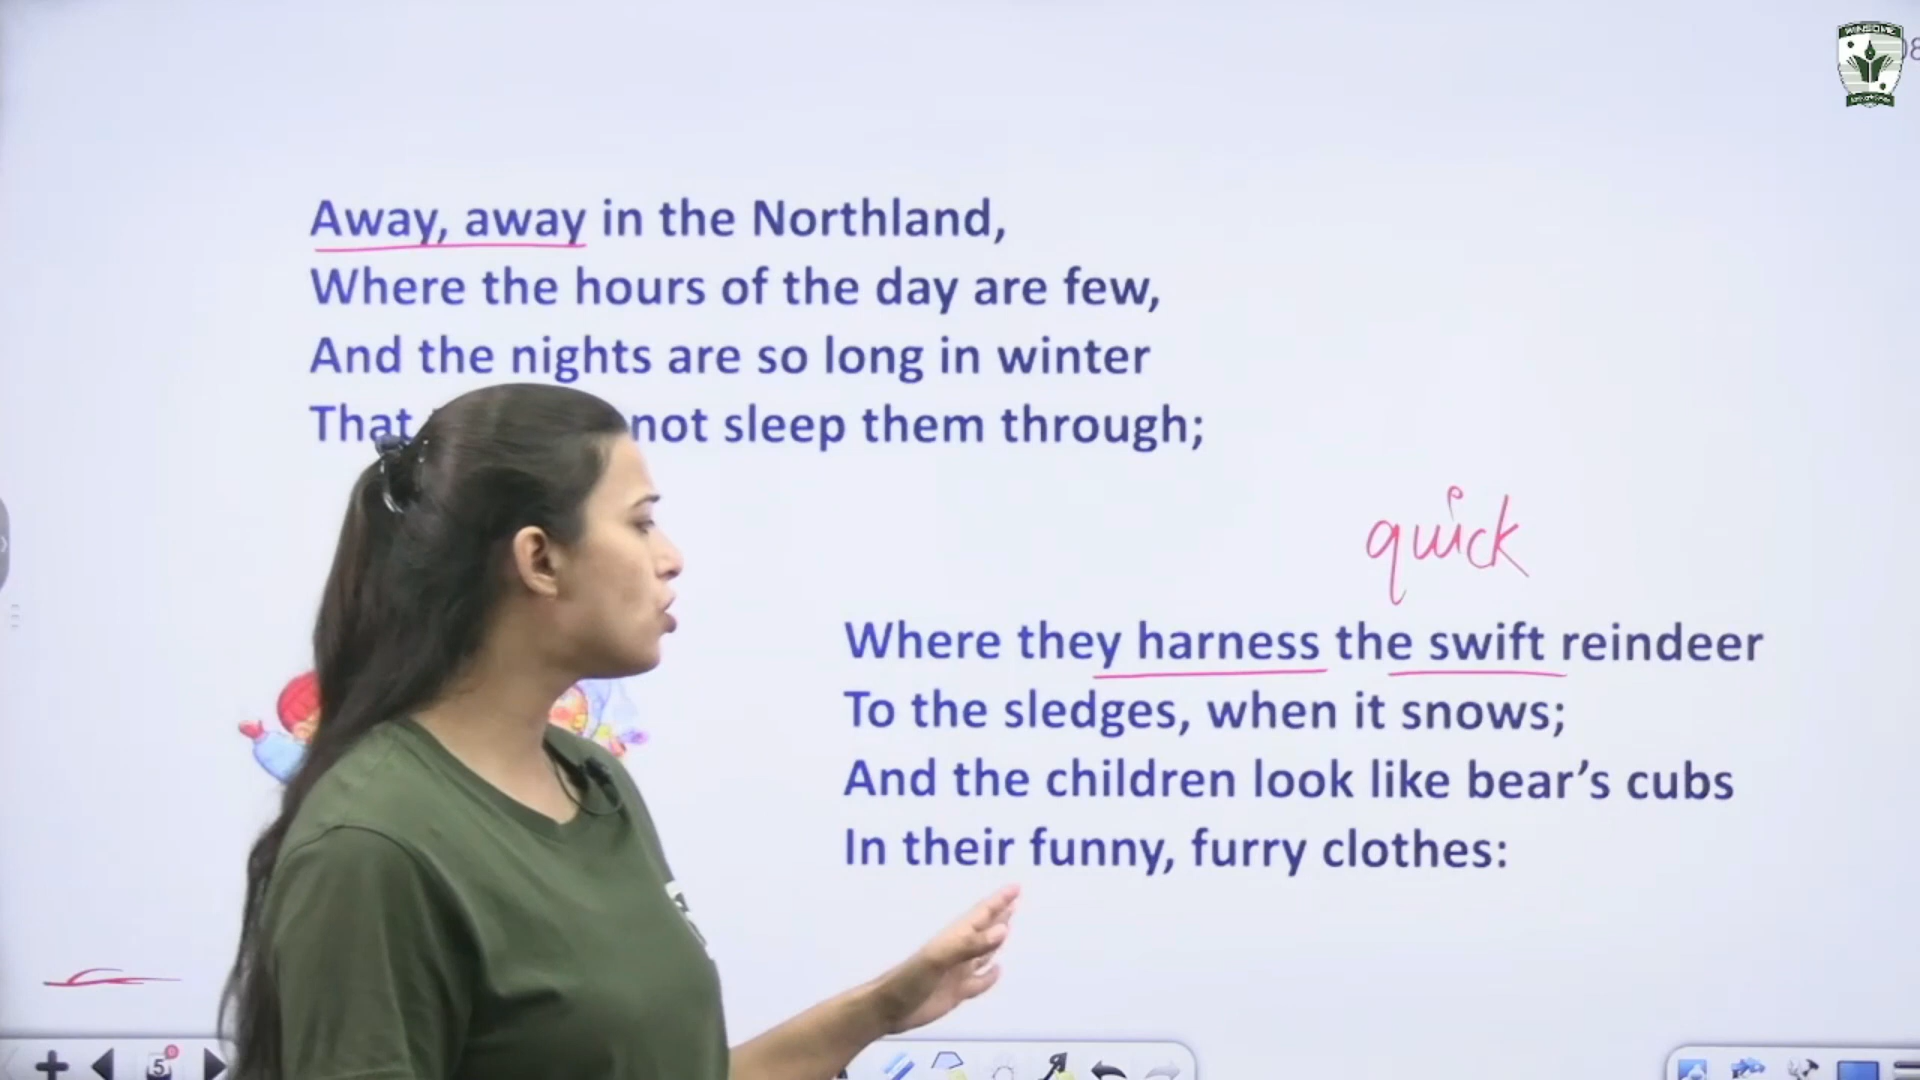 Away, away in the Northland,
Where the hours of the day are few,
And the nights are so long in winter
That not sleep them through;
quick
Where they harness the swift reindeer
To the sledges, when it snows;
And the children look like bear's cubs
In their funny, furry clothes:
5